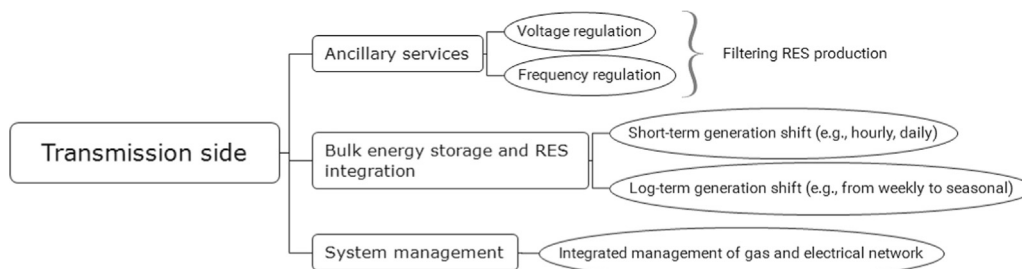 Voltage regulation
Ancillary services
Filtering RES production
Frequency regulation
Transmission side
Short-term generation shift (e.g., hourly, daily)
Bulk energy storage and RES
integration
Log-term generation shift (e.g., from weekly to seasonal)
System management
Integrated management of gas and electrical network